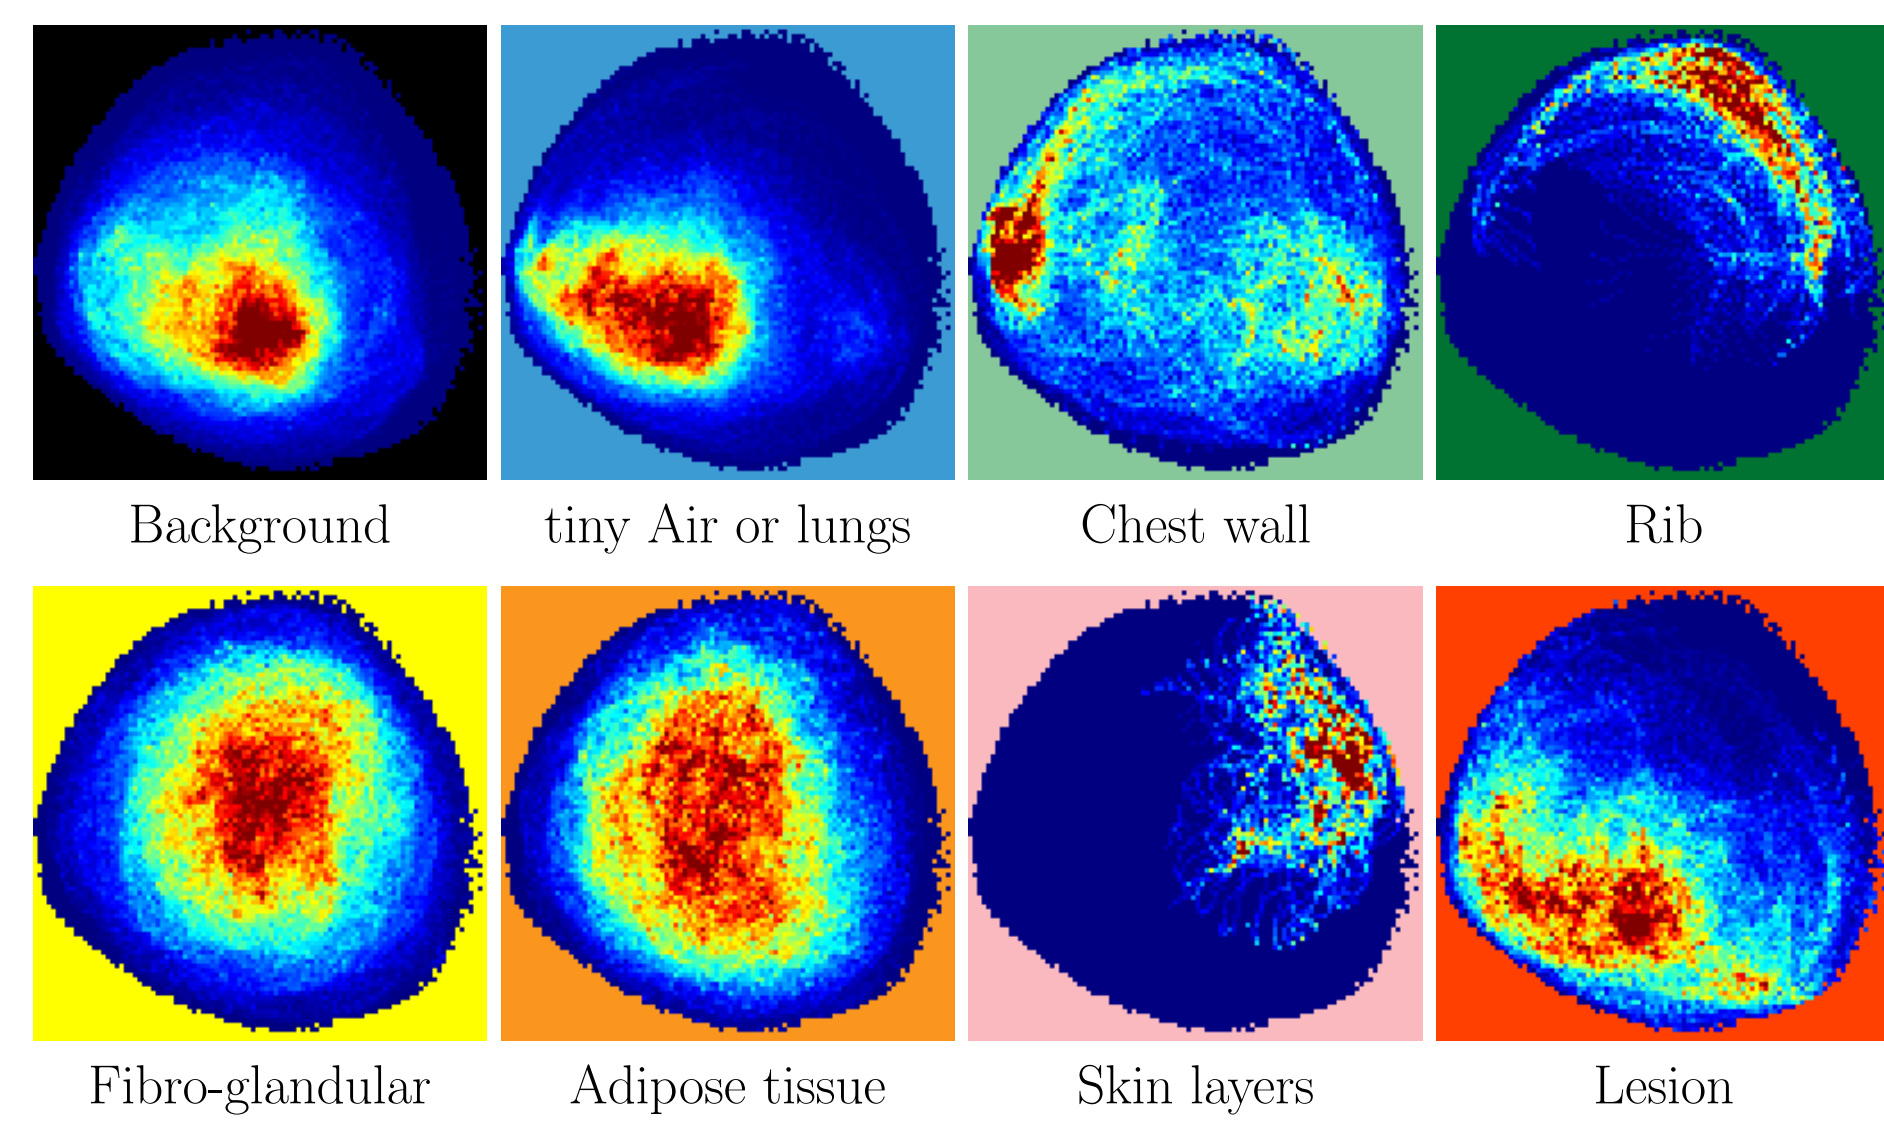 Background
tiny Air or lungs
Chest wall
Rib
Fibro-glandular
Adipose tissue
Skin layers
Lesion